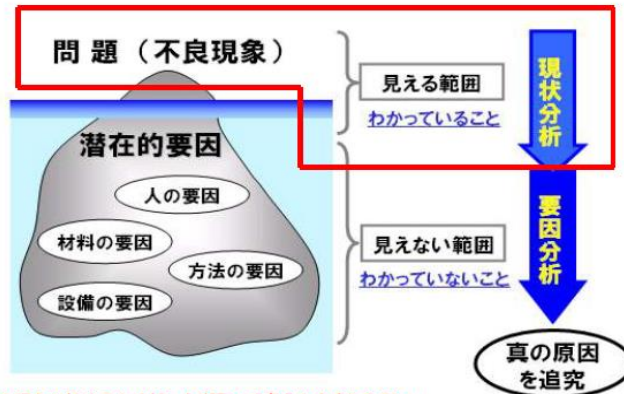 問 題 （不良現象）
見える範囲
わかっていること
現状分析
潜在的要因
人の要因
材料の要因
方法の要因
設備の要因
見えない範囲
わかっていないこと
要因分析
真の原因
を追究